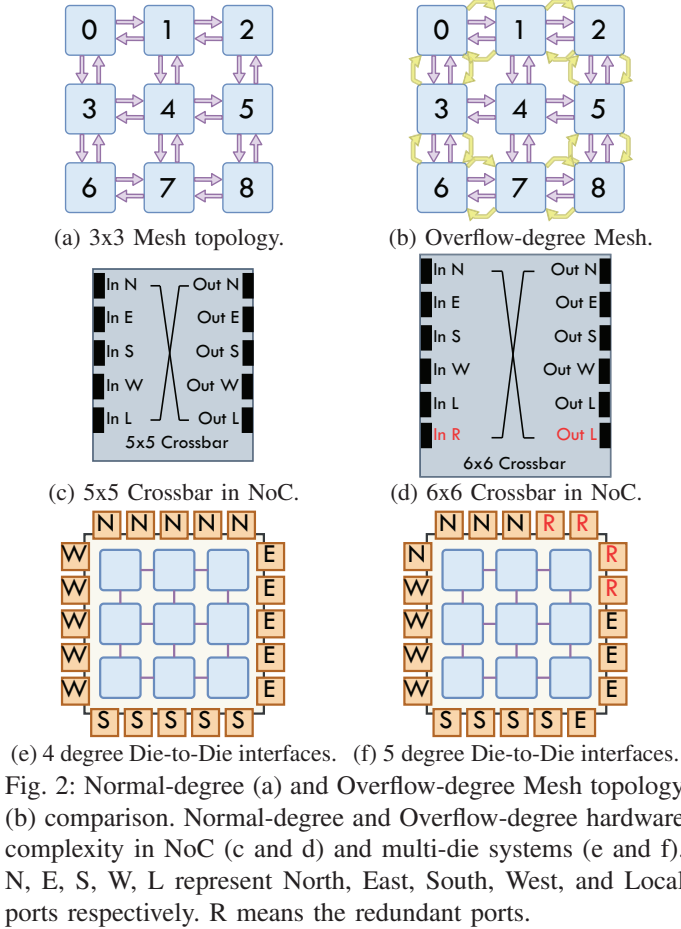 0 1 2 0 1 2
3 4 5 3 4 5
6 7 8 6 7 8
(a) 3x3 Mesh topology. (b) Overflow-degree Mesh.
In N Out N In N Out N
In E Out E In E Out E
In S Out S In S Out S
In W Out W In W Out W
In L Out L In L Out L
5x5 Crossbar In R Out L
6x6 Crossbar
(c) 5x5 Crossbar in NoC. (d) 6x6 Crossbar in NoC.
N N N N N N N N R R
W E N R
W E W R
W E W E
W E W E
W E W E
S S S S S S S S S E
(e) 4 degree Die-to-Die interfaces. (f) 5 degree Die-to-Die interfaces.
Fig. 2: Normal-degree (a) and Overflow-degree Mesh topology
(b) comparison. Normal-degree and Overflow-degree hardware
complexity in NoC (c and d) and multi-die systems (e and f).
N, E, S, W, L represent North, East, South, West, and Local
ports respectively. R means the redundant ports.